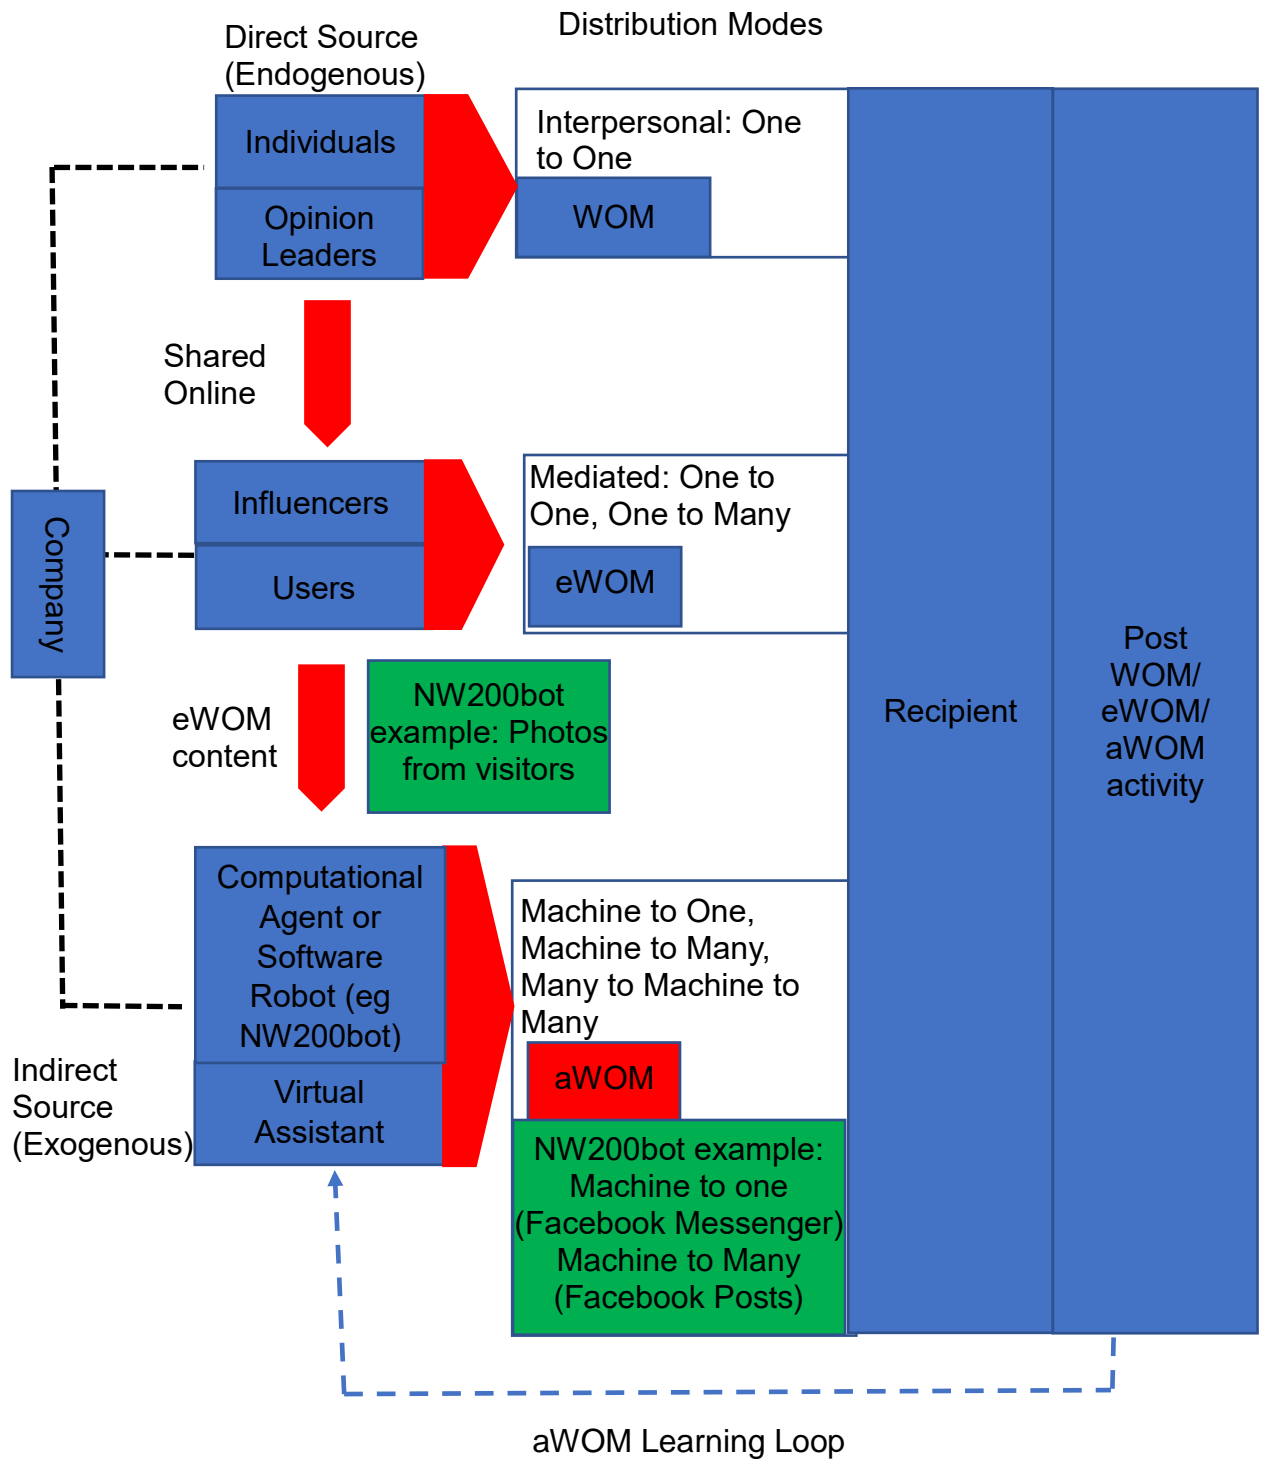 Distribution Modes
Direct Source
(Endogenous)
Individuals
Opinion
Leaders
Interpersonal: One
to One
WOM
Shared
Online
Influencers
Users
Mediated: One to
One, One to Many
eWOM
Company
eWOM
content
NW200bot
example: Photos
from visitors
Recipient
Post
WOM/
eWOM/
aWOM
activity
Computational
Agent or
Software
Robot (eg
NW200bot)
Virtual
Assistant
Machine to One,
Machine to Many,
Many to Machine to
Many
aWOM
Indirect
Source
(Exogenous)
NW200bot example:
Machine to one
(Facebook Messenger)
Machine to Many
(Facebook Posts)
aWOM Learning Loop